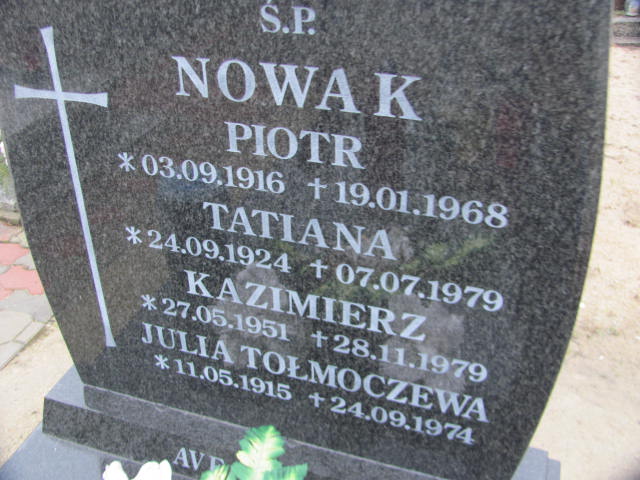 Ś.P.
NOWAK
PIOTR
* 03.09.1916 † 19.01.1968
TATIANA
* 24.09.1924 † 07.07.1979
KAZIMIERZ
* 27.05.1951 † 28.11.1979
JULIA TOŁMOCZEWA
* 11.05.1915 † 24.09.1974